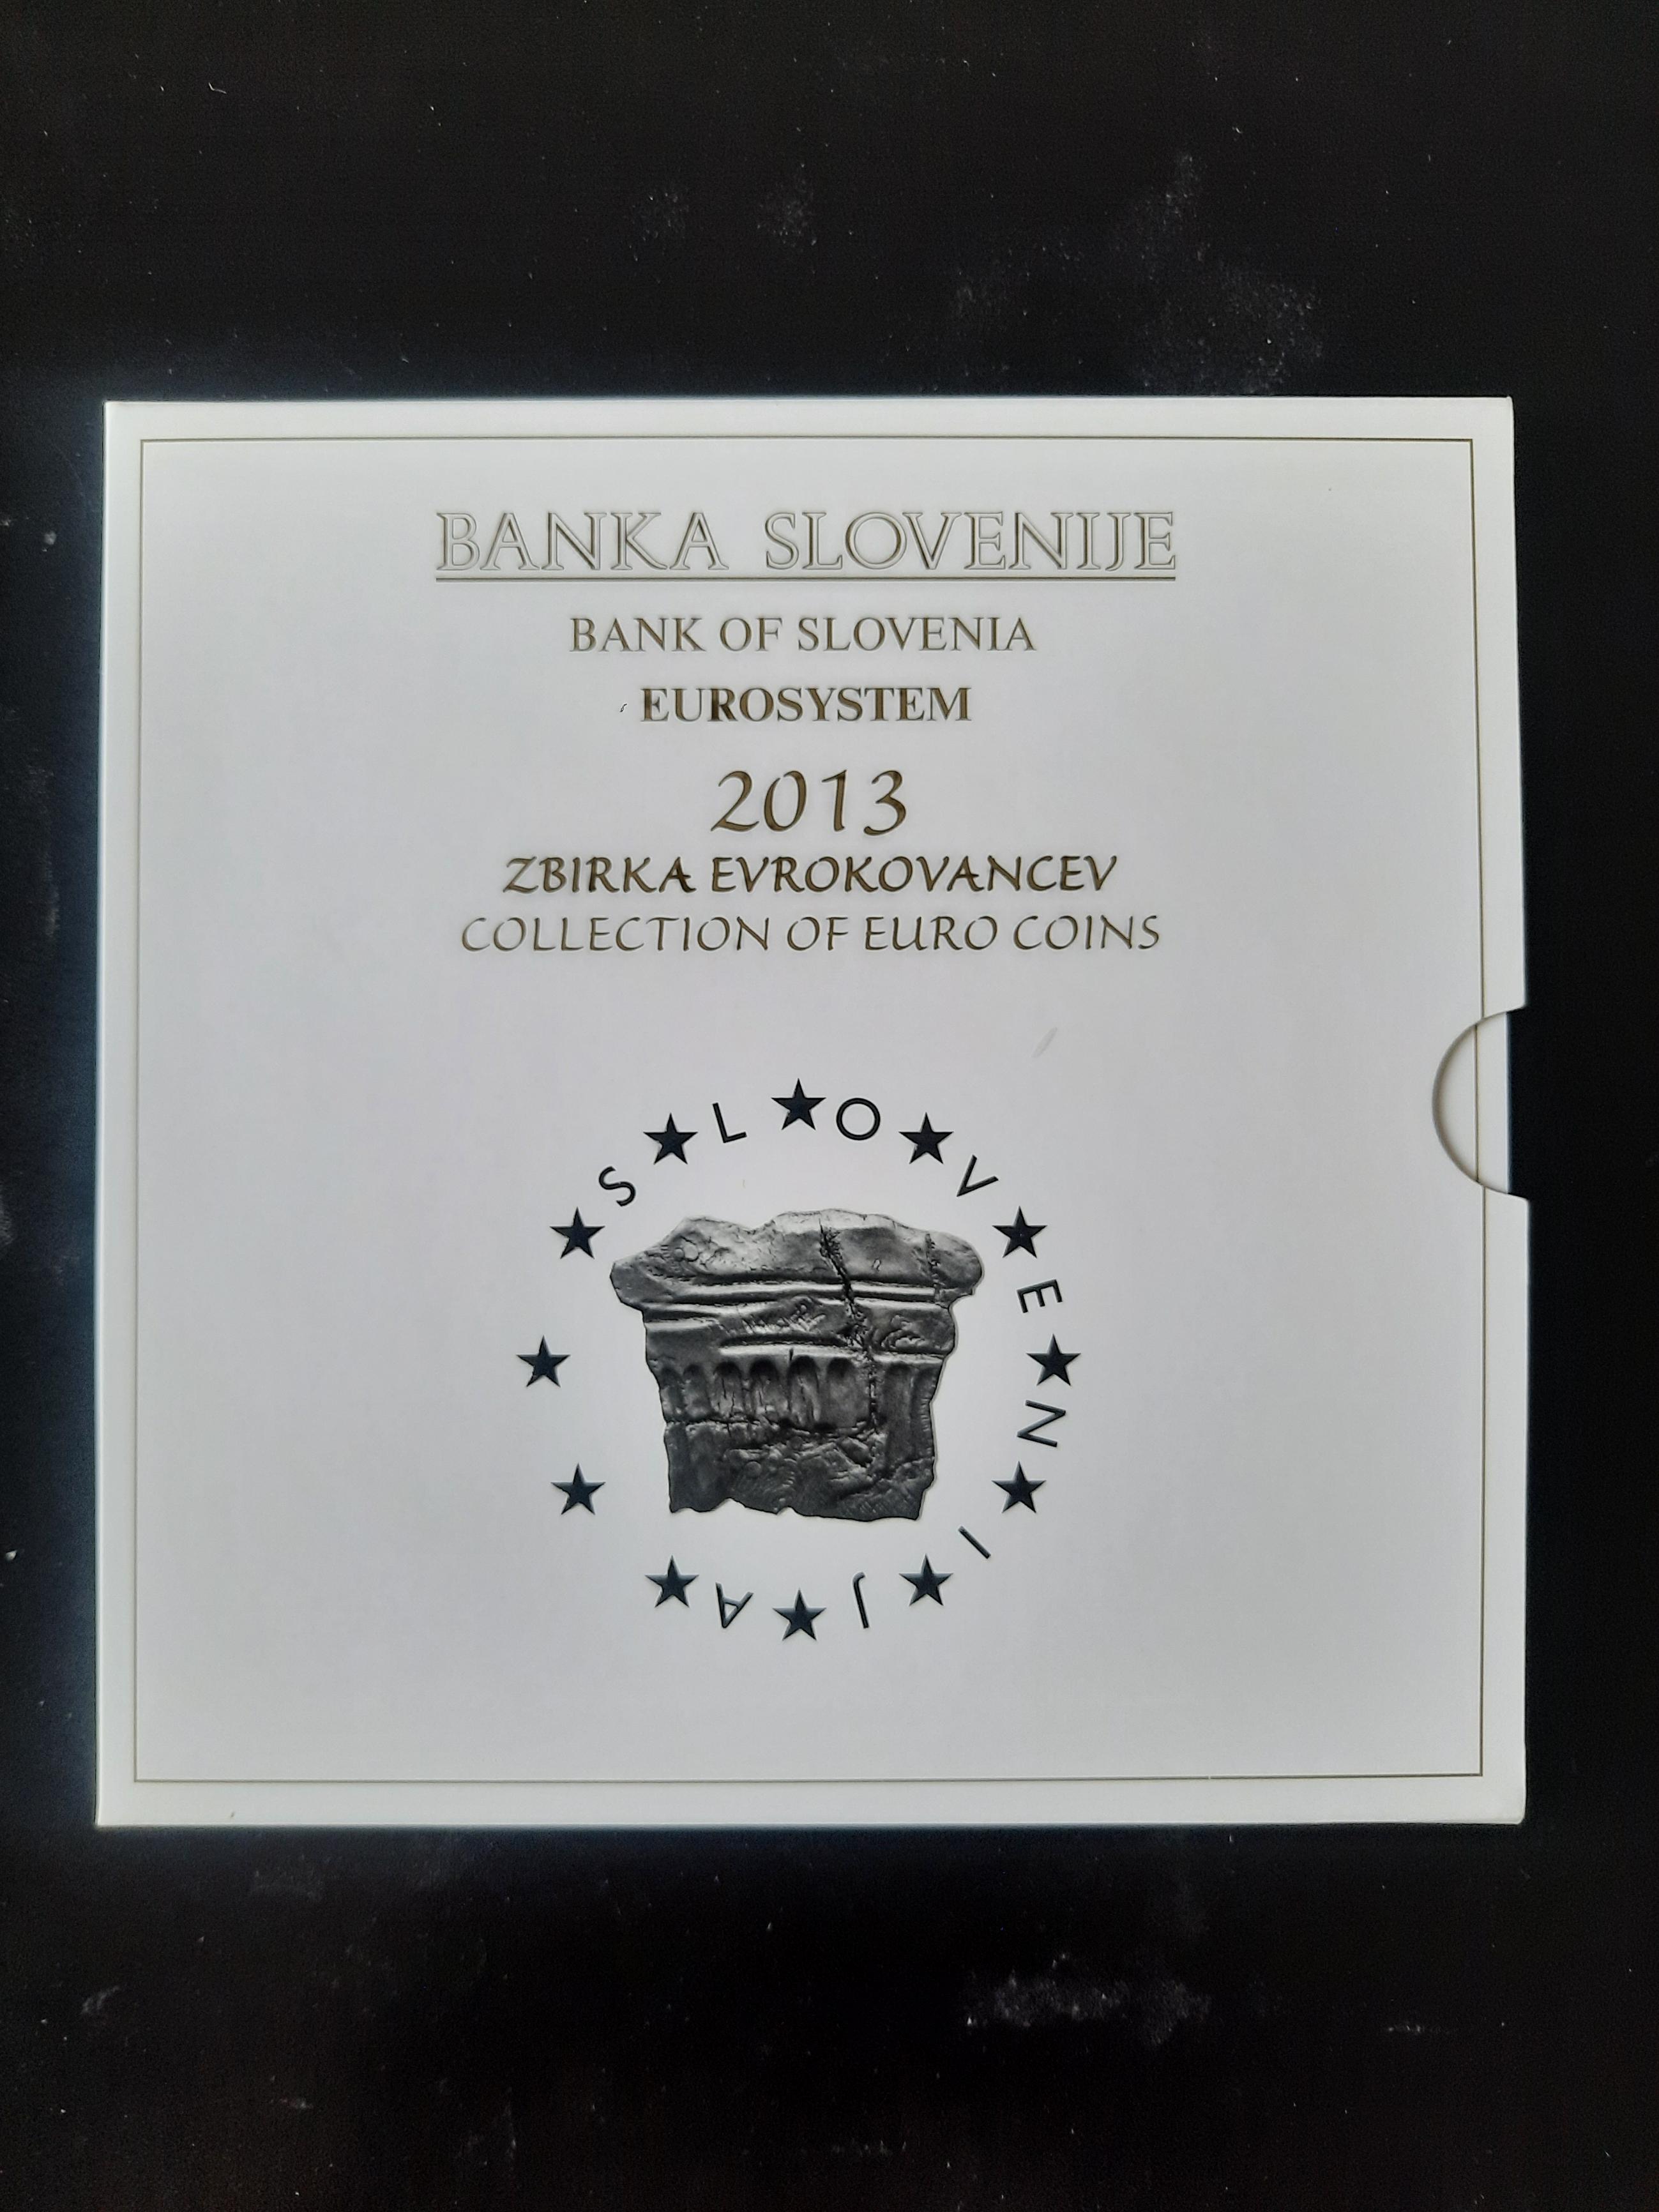 BANKA SLOVENIJE
BANK OF SLOVENIA
EUROSYSTEM
2013
ZBIRKA EVROKOVANCEV
COLLECTION OF EURO COINS
SLOVENIJA